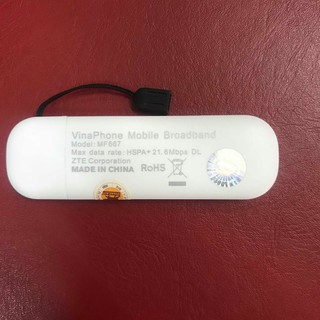 VinaPhone Mobile Broadband
Model: MF667
Max data rate: HSPA+21.6Mbps DL
ZTE Corporation
MADE IN CHINA RoHS